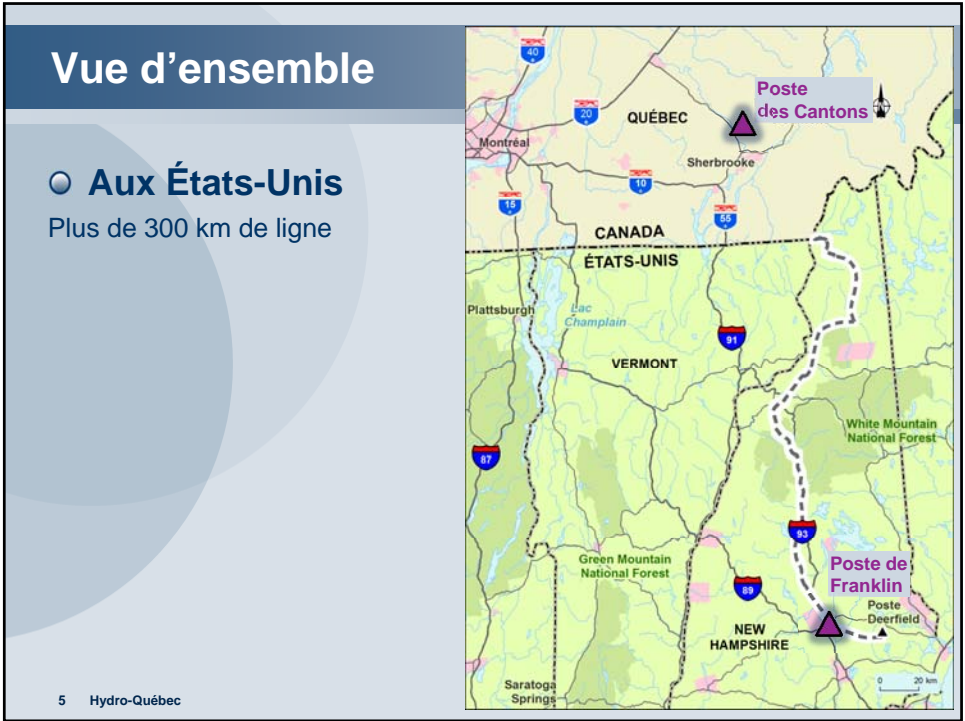 Vue d'ensemble
Aux États-Unis
Plus de 300 km de ligne
40
Poste
des Cantons
20
QUÉBEC
Montréal
Sherbrooke
10
15
55
CANADA
ÉTATS-UNIS
Plattsburgh
Lac
Champlain
91
VERMONT
White Mountain
National Forest
87
93
Green Mountain
National Forest
Poste de
Franklin
89
Poste
Deerfield
NEW
HAMPSHIRE
Saratoga
Springs
0 20 km
5 Hydro-Québec